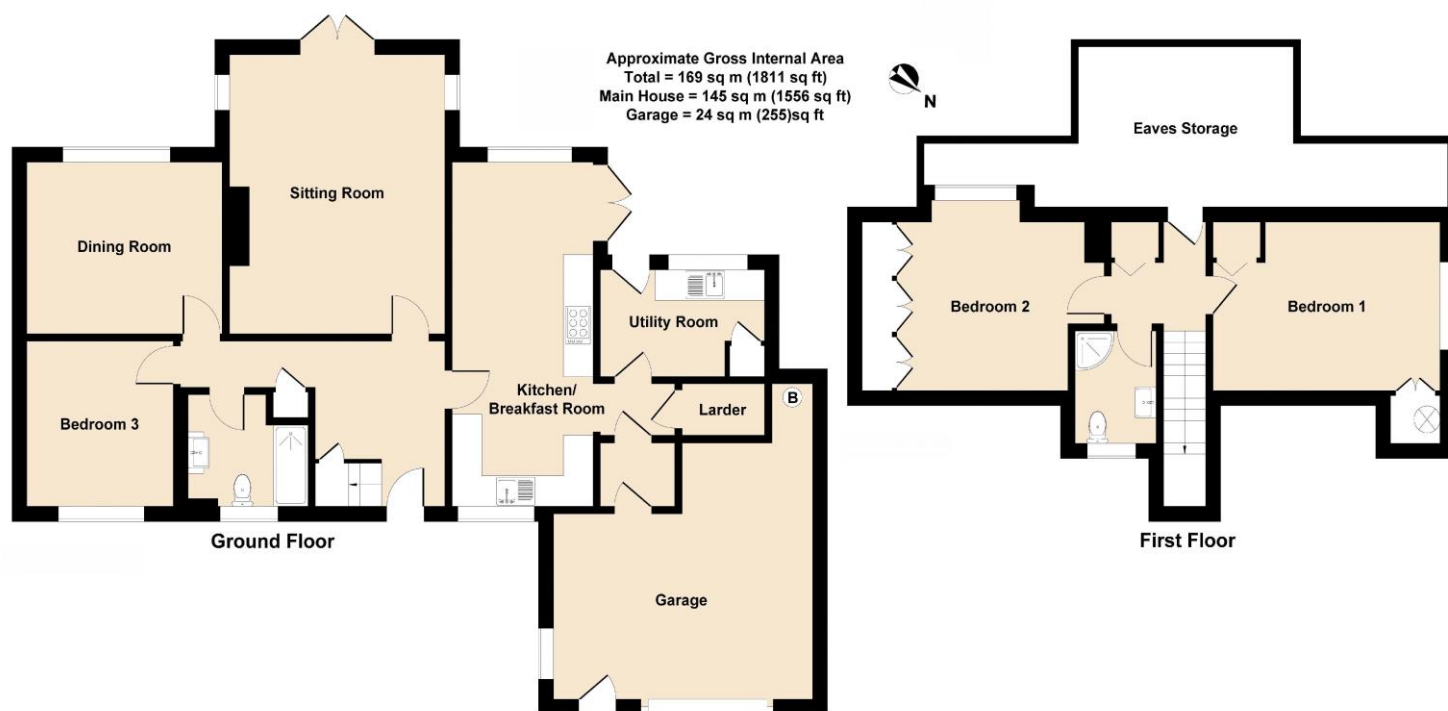 Approximate Gross Internal Area
Total = 169 sq m (1811 sq ft)
Main House = 145 sq m (1556 sq ft)
Garage = 24 sq m (255)sq ft
N
Eaves Storage
Sitting Room
Dining Room
Utility Room
Bedroom 2
Bedroom 1
Kitchen/
Breakfast Room
Larder
B
Bedroom 3
Ground Floor
First Floor
Garage